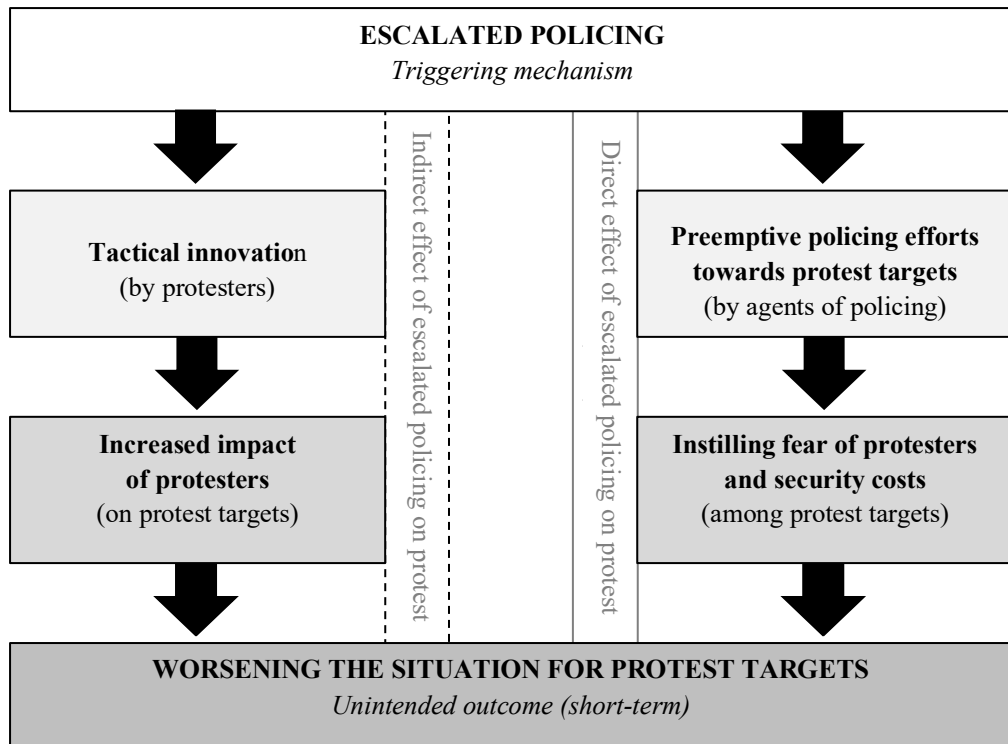 ESCALATED POLICING
Triggering mechanism
Tactical innovation
(by protesters)
Increased impact
of protesters
(on protest targets)
Indirect effect of escalated policing on protest
Direct effect of escalated policing on protest
Preemptive policing efforts
towards protest targets
(by agents of policing)
Instilling fear of protesters
and security costs
(among protest targets)
WORSENING THE SITUATION FOR PROTEST TARGETS
Unintended outcome (short-term)